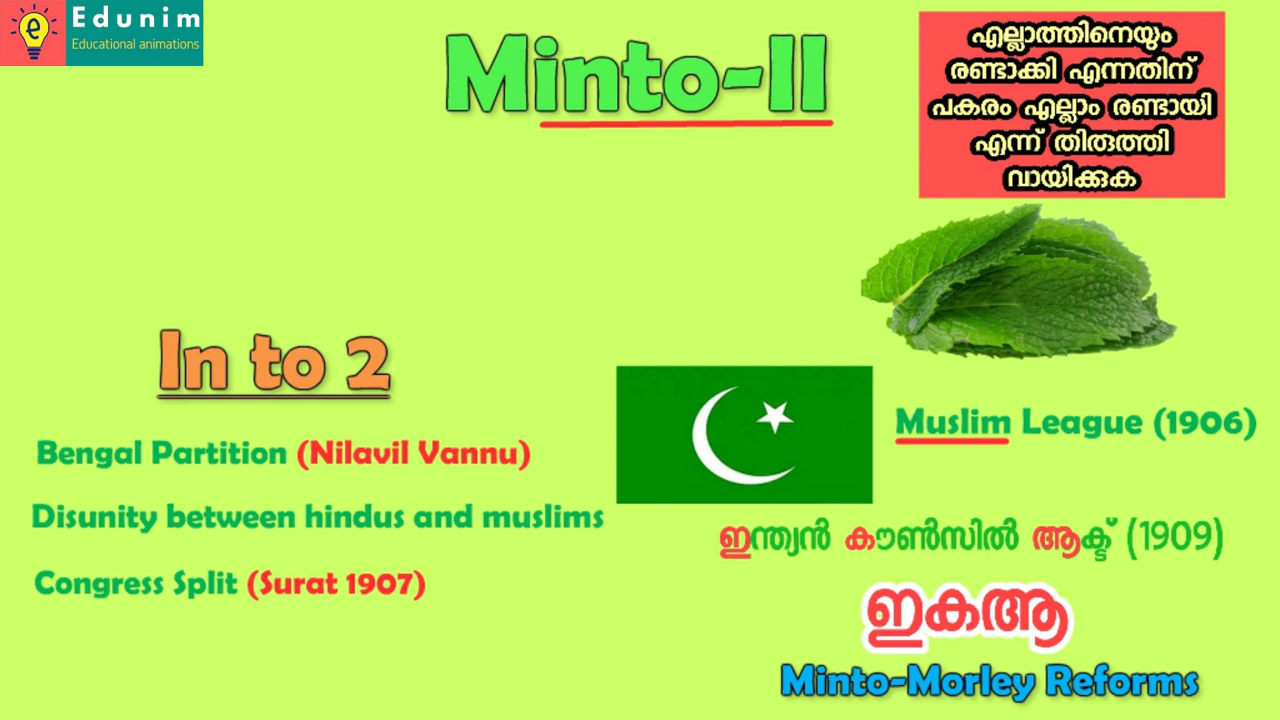 Edunim
Educational animations
Minto-II
എല്ലാത്തിനെയും
രണ്ടാക്കി എന്നതിന്
പകരം എല്ലാം രണ്ടായി
എന്ന് തിരുത്തി
വായിക്കുക
In to 2
Bengal Partition (Nilavil Vannu)
Disunity between hindus and muslims
Congress Split (Surat 1907)
Muslim League (1906)
ഇന്ത്യൻ കൗൺസിൽ ആക്ട് (1909)
ഇകആ
Minto-Morley Reforms